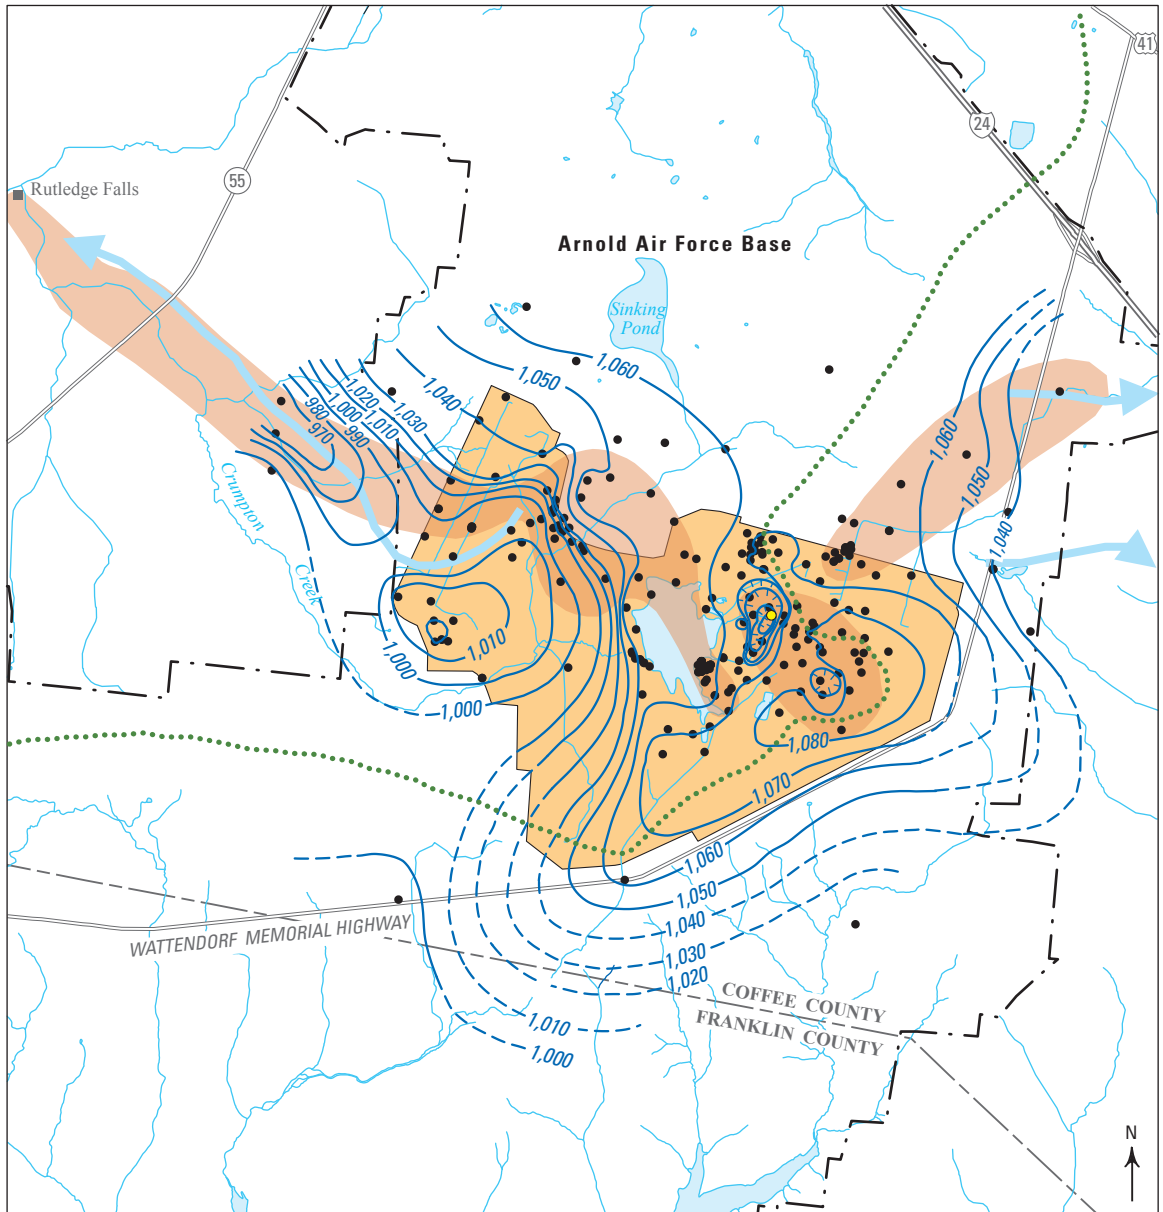 41
24
Rutledge Falls
55
Arnold Air Force Base
Sinking
Pond
1,060
1,050
1,040
1,020
1,000
980
970
990
1,010
1,030
1,060
1,050
1,040
Crumpton
Creek
1,010
1,000
1,000
1,080
1,070
1,060
1,050
1,040
1,030
1,020
1,010
1,000
WATTENDORF MEMORIAL HIGHWAY
COFFEE COUNTY
FRANKLIN COUNTY
N